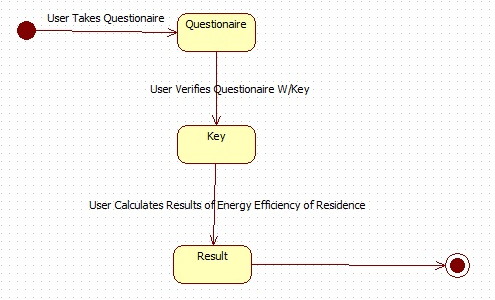 User Takes Questionaire
Questionaire
User Verifies Questionaire W/Key
Key
User Calculates Results of Energy Efficiency of Residence
Result